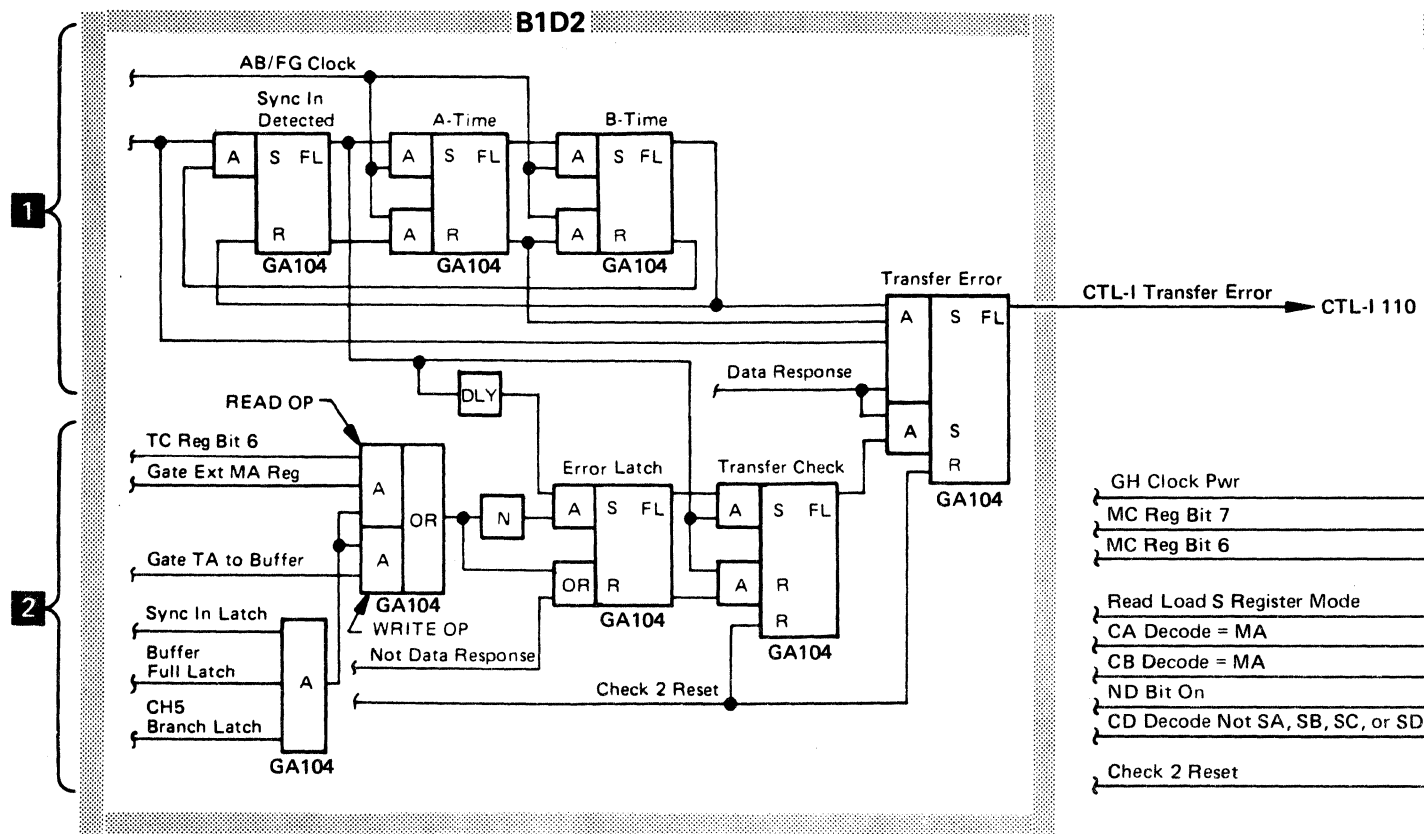 B1D2
AB/FG Clock
Sync In
Detected
A-Time
B-Time
A
S
FL
A
S
FL
A
S
FL
1
R
A
R
A
R
GA104
GA104
GA104
Transfer Error
CTL-I Transfer Error
CTL-I 110
A
S
FL
Data Response
READ OP
DLY
A
S
R
GA104
TC Reg Bit 6
Gate Ext MA Reg
A
OR
N
Error Latch
Transfer Check
A
S
FL
A
S
FL
Gate TA to Buffer
A
OR
R
A
R
R
GA104
GA104
GA104
WRITE OP
2
Sync In Latch
Buffer
Full Latch
CH5
Branch Latch
A
GA104
Not Data Response
Check 2 Reset
GH Clock Pwr
MC Reg Bit 7
MC Reg Bit 6
Read Load S Register Mode
CA Decode = MA
CB Decode = MA
ND Bit On
CD Decode Not SA, SB, SC, or SD
Check 2 Reset